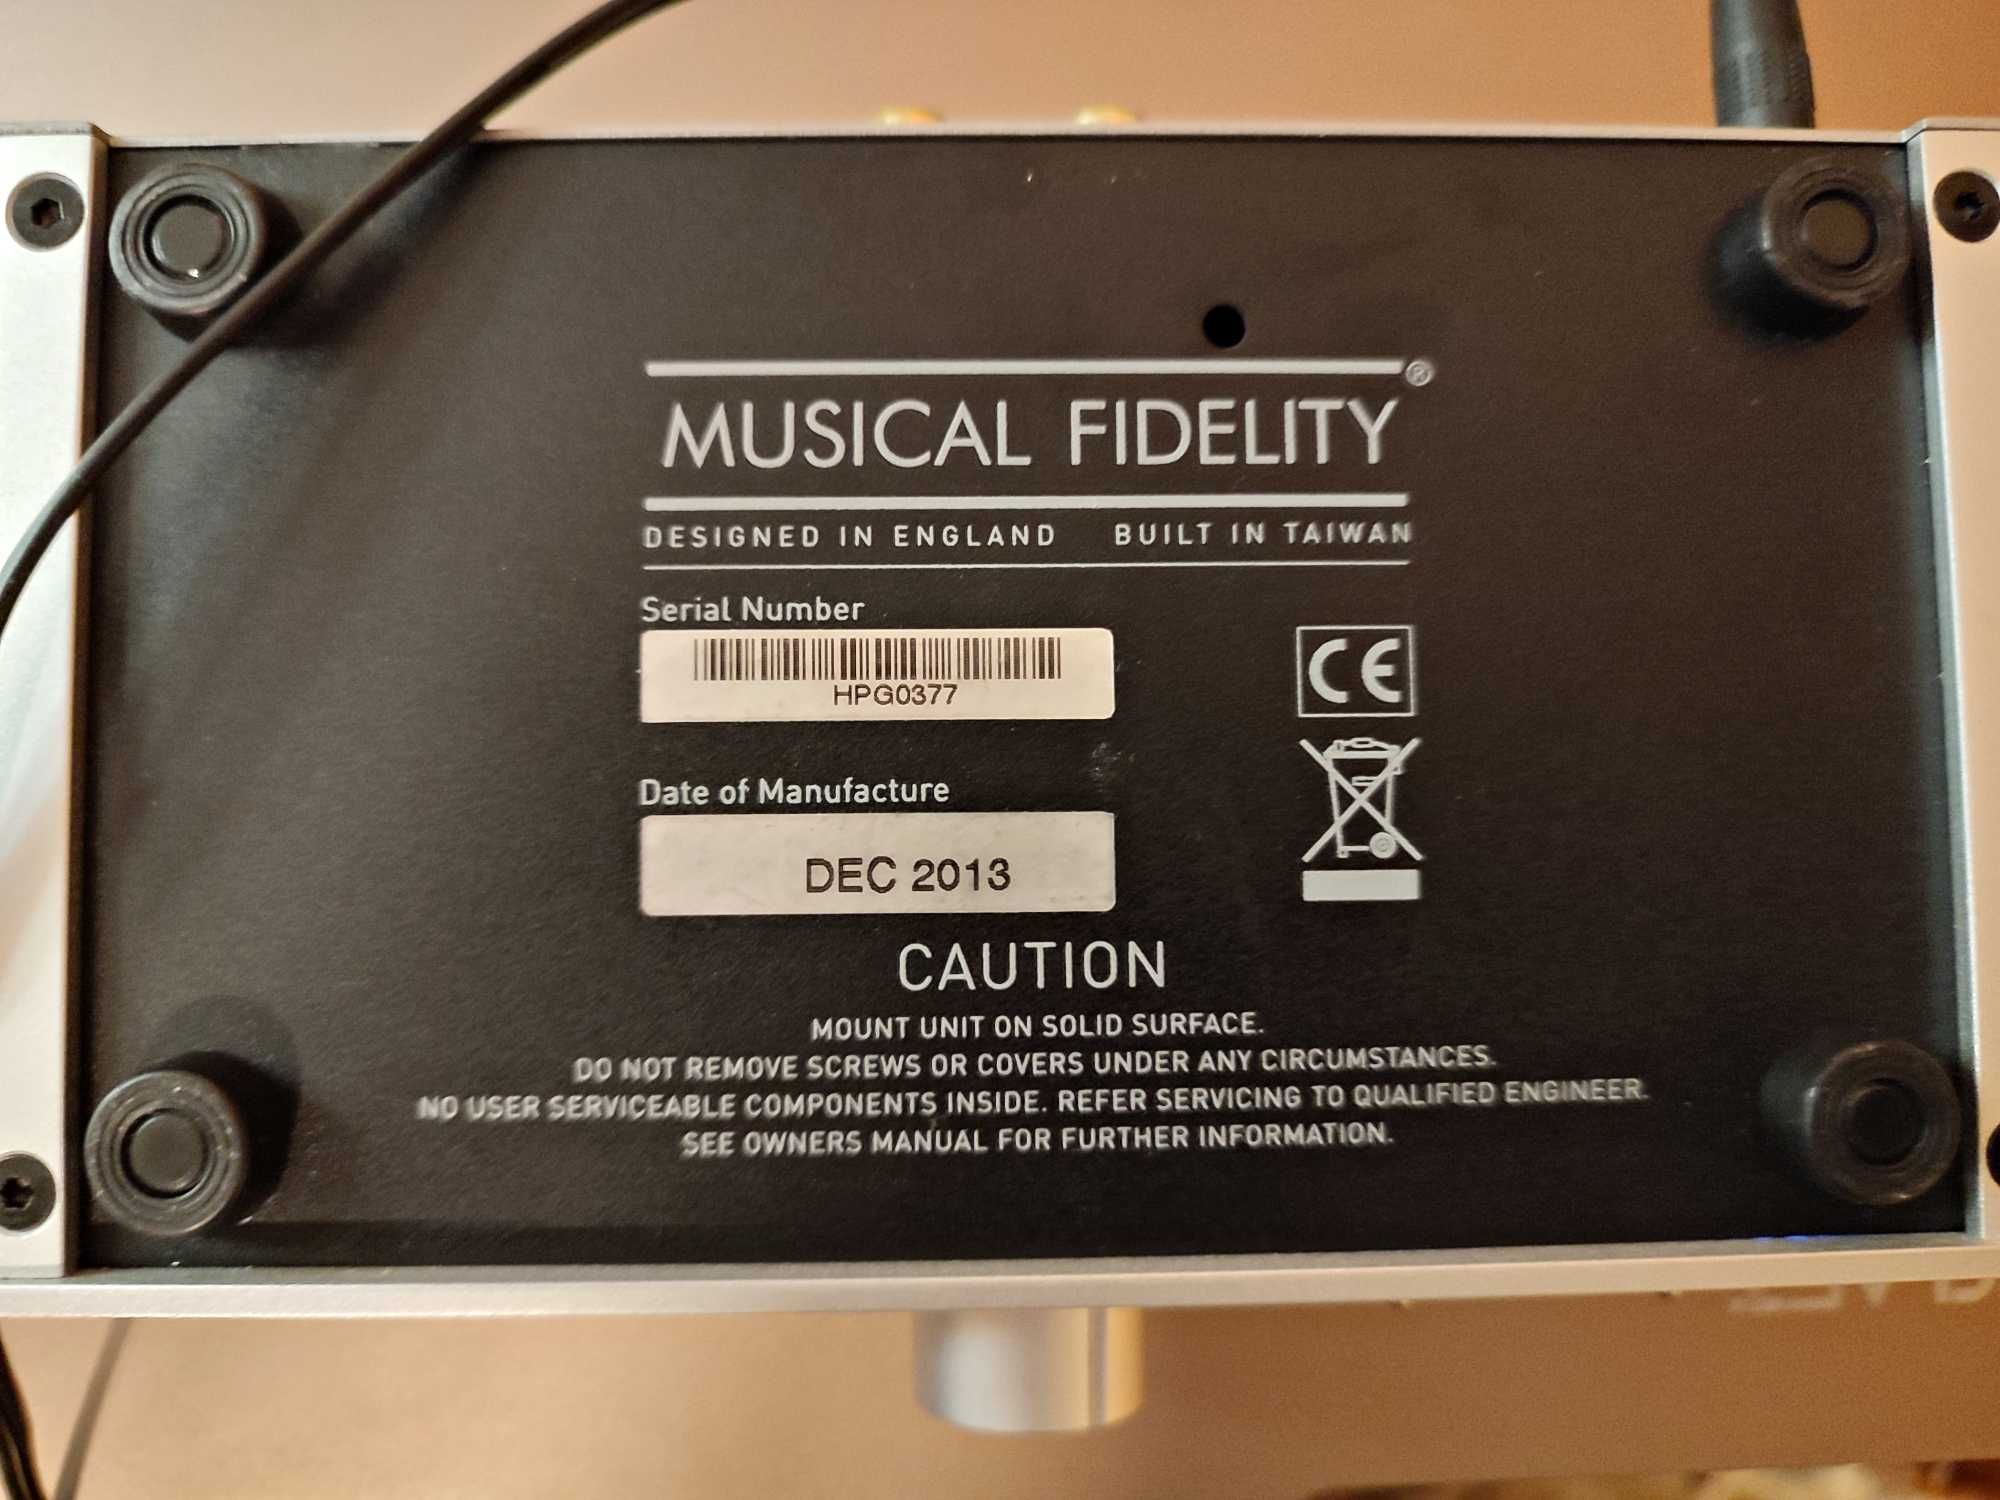 MUSICAL FIDELITY®
DESIGNED IN ENGLAND BUILT IN TAIWAN
Serial Number
HPG0377
Date of Manufacture
DEC 2013
CE
CAUTION
MOUNT UNIT ON SOLID SURFACE.
DO NOT REMOVE SCREWS OR COVERS UNDER ANY CIRCUMSTANCES.
NO USER SERVICEABLE COMPONENTS INSIDE. REFER SERVICING TO QUALIFIED ENGINEER.
SEE OWNERS MANUAL FOR FURTHER INFORMATION.